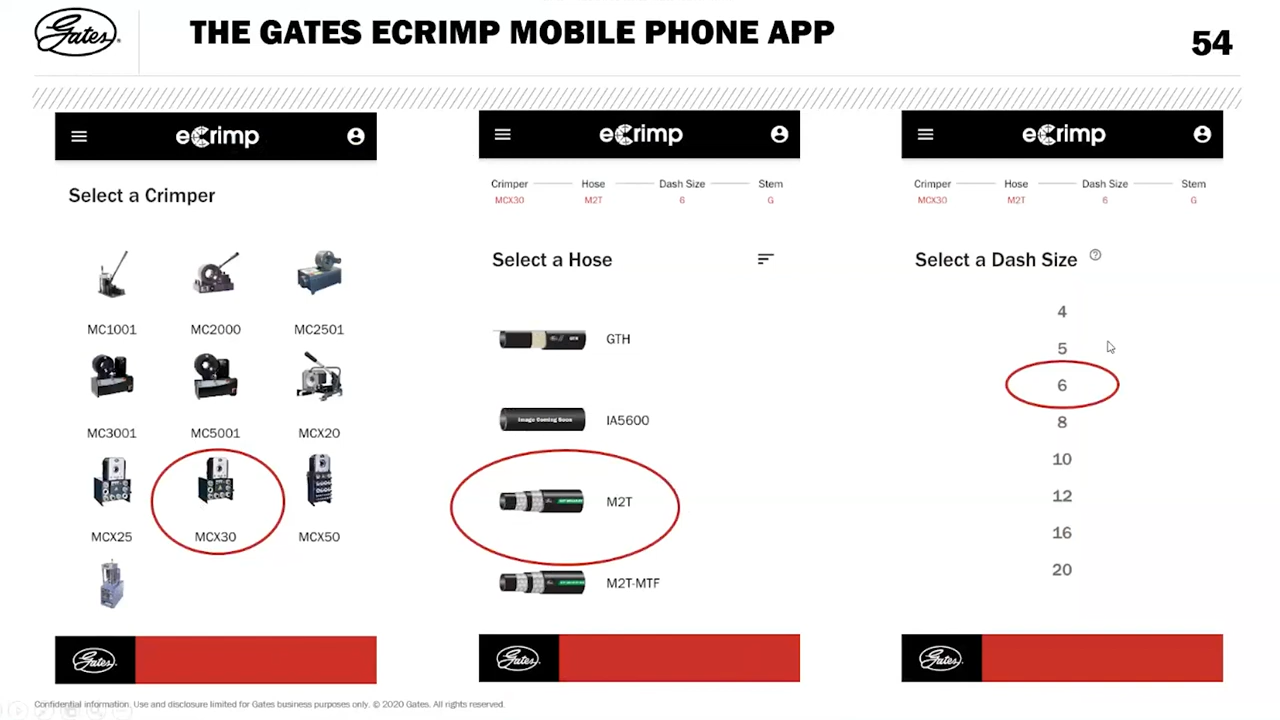 Gates
THE GATES ECRIMP MOBILE PHONE APP
54
eCrimp
Select a Crimper
MC1001 MC2000 MC2501
MC3001 MC5001 MCX20
MCX25 MCX30 MCX50
Gates
eCrimp
Crimper Hose Dash Size Stem
MCX30 M2T 6 G
Select a Hose
GTH
IA5600
Image Coming Soon
M2T
M2T-MTF
Gates
eCrimp
Crimper Hose Dash Size Stem
MCX30 M2T 6 G
Select a Dash Size ?
4
5
6
8
10
12
16
20
Gates
Confidential information. Use and disclosure limited for Gates business purposes only. © 2020 Gates. All rights reserved.